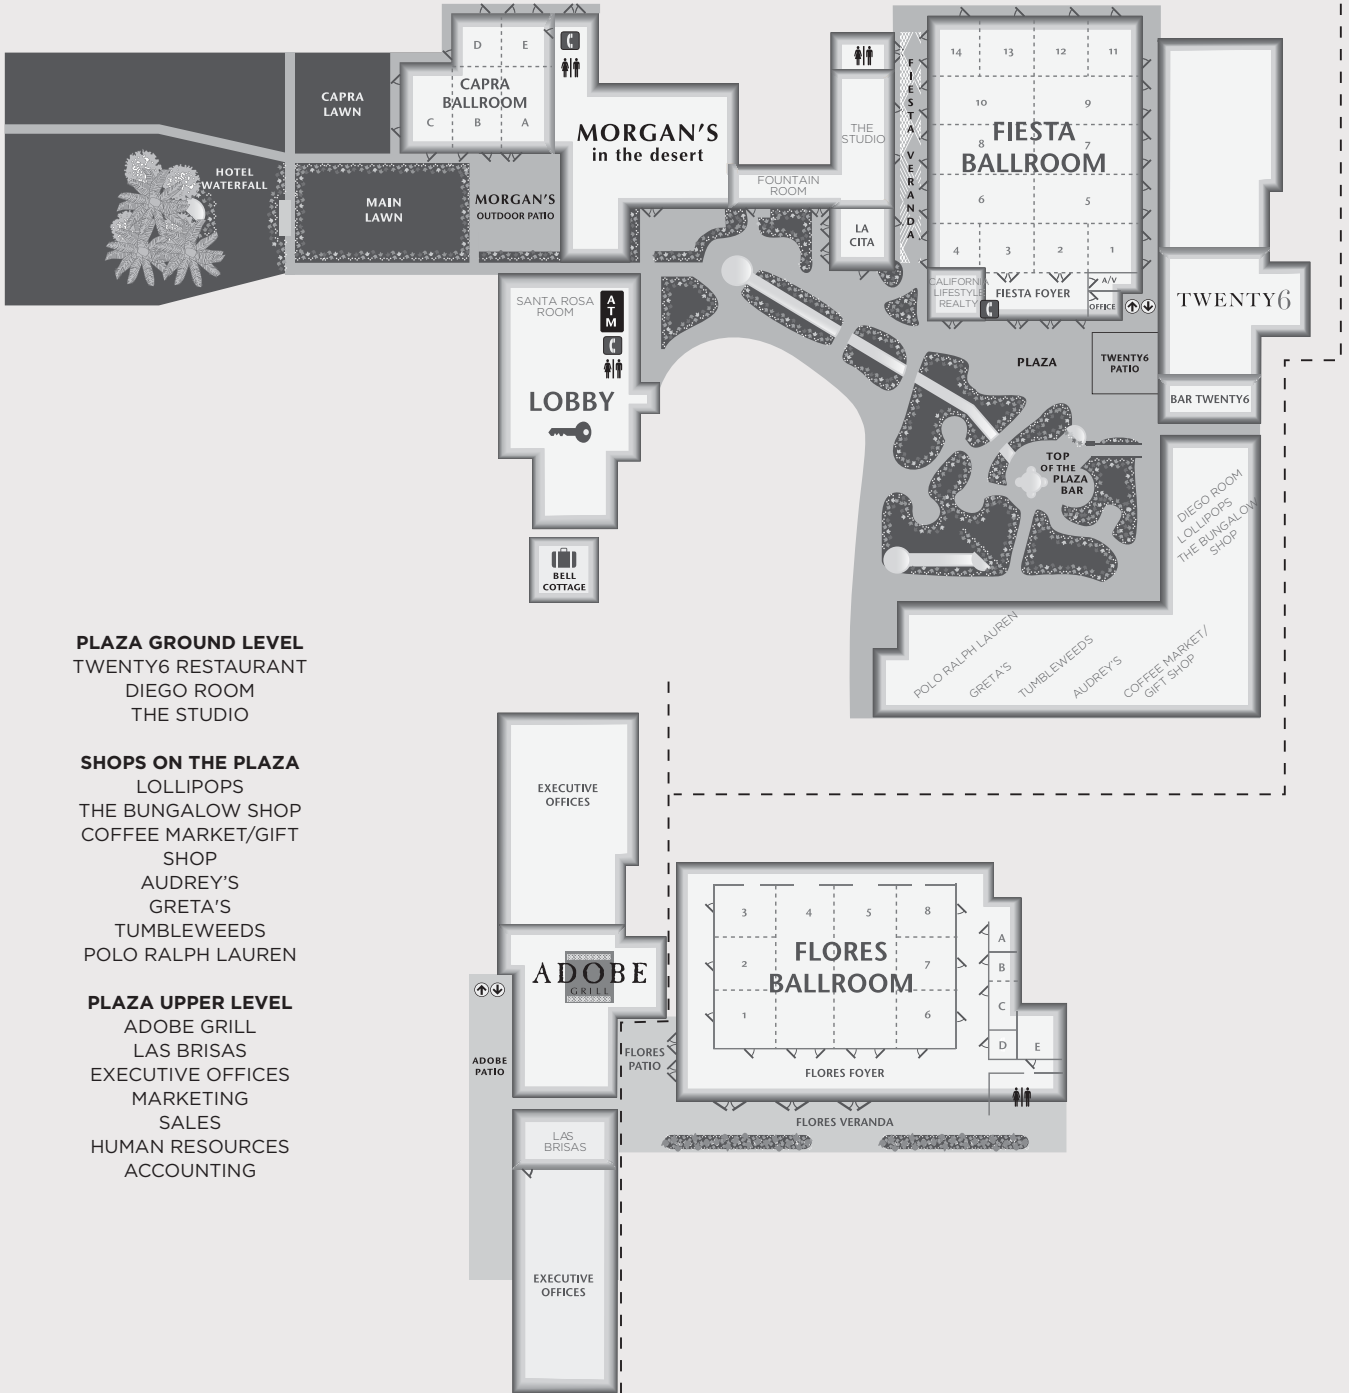 D E
CAPRA
BALLROOM
C B A
CAPRA
LAWN
HOTEL
WATERFALL
MAIN
LAWN
MORGAN'S
OUTDOOR PATIO
MORGAN'S
in the desert
FOUNTAIN
ROOM
THE
STUDIO
LA
CITA
FIESTA VERANDA
14 13 12 11
10 9
FIESTA
8 7
BALLROOM
6 5
4 3 2 1
CALIFORNIA
LIFESTYLE
REALTY
FIESTA FOYER
A/V
OFFICE
TWENTY6
PLAZA
TWENTY6
PATIO
BAR TWENTY6
SANTA ROSA
ROOM
ATM
LOBBY
BELL
COTTAGE
TOP
OF THE
PLAZA
BAR
DIEGO ROOM
LOLLIPOPS
THE BUNGALOW
SHOP
POLO RALPH LAUREN
GRETA'S
TUMBLEWEEDS
AUDREY'S
COFFEE MARKET/
GIFT SHOP
PLAZA GROUND LEVEL
TWENTY6 RESTAURANT
DIEGO ROOM
THE STUDIO
SHOPS ON THE PLAZA
LOLLIPOPS
THE BUNGALOW SHOP
COFFEE MARKET/GIFT
SHOP
AUDREY'S
GRETA'S
TUMBLEWEEDS
POLO RALPH LAUREN
PLAZA UPPER LEVEL
ADOBE GRILL
LAS BRISAS
EXECUTIVE OFFICES
MARKETING
SALES
HUMAN RESOURCES
ACCOUNTING
EXECUTIVE
OFFICES
ADOBE
GRILL
ADOBE
PATIO
LAS
BRISAS
EXECUTIVE
OFFICES
FLORES
PATIO
3 4 5 8
FLORES
2 7
BALLROOM
1 6
FLORES FOYER
A
B
C
D E
FLORES VERANDA